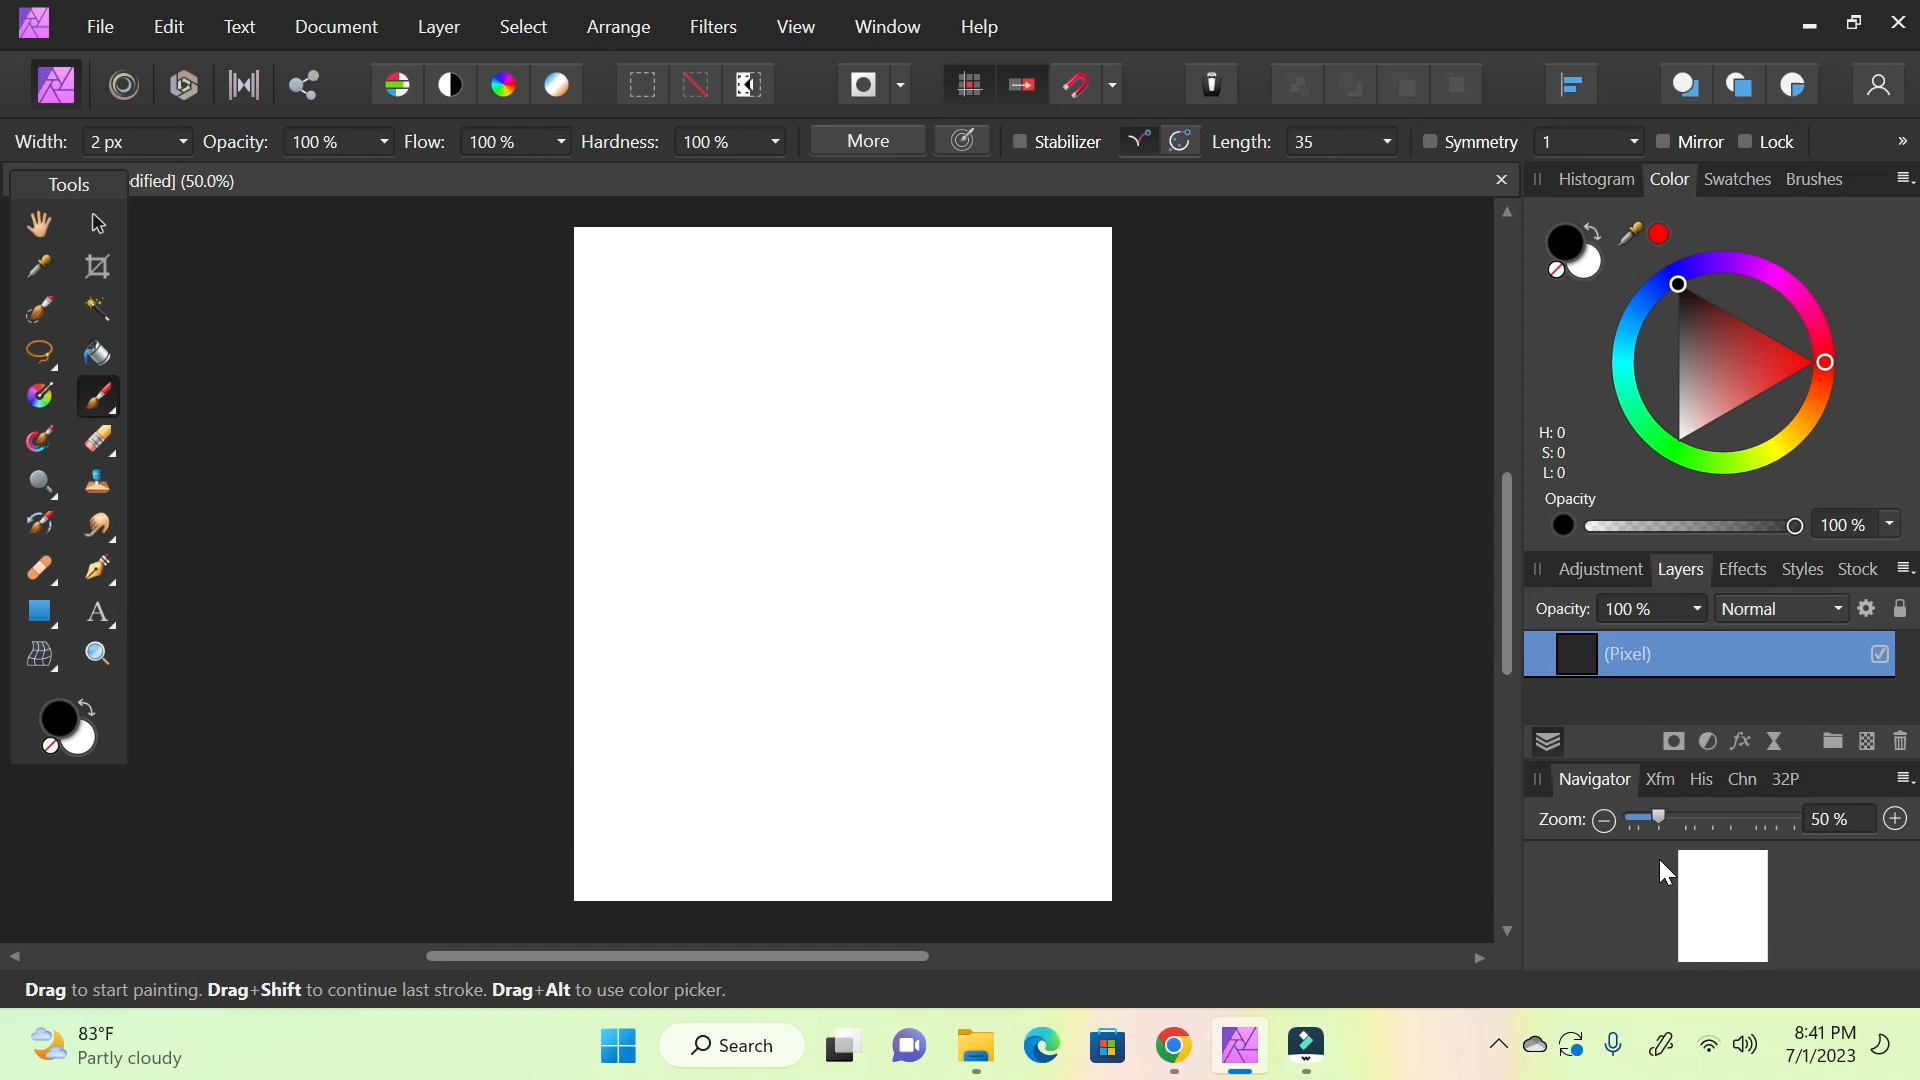 File Edit Text Document Layer Select Arrange Filters View Window Help
Width: 2 px Opacity: 100 % Flow: 100 % Hardness: 100 % More Stabilizer Length: 35 Symmetry 1 Mirror Lock »
Tools
dified] (50.0%)
Histogram Color Swatches Brushes
H: 0
S: 0
L: 0
Opacity
100 %
Adjustment Layers Effects Styles Stock
Opacity: 100 % Normal
(Pixel)
Navigator Xfm His Chn 32P
Zoom: 50 %
Drag to start painting. Drag+Shift to continue last stroke. Drag+Alt to use color picker.
83°F
Partly cloudy
Search
8:41 PM
7/1/2023